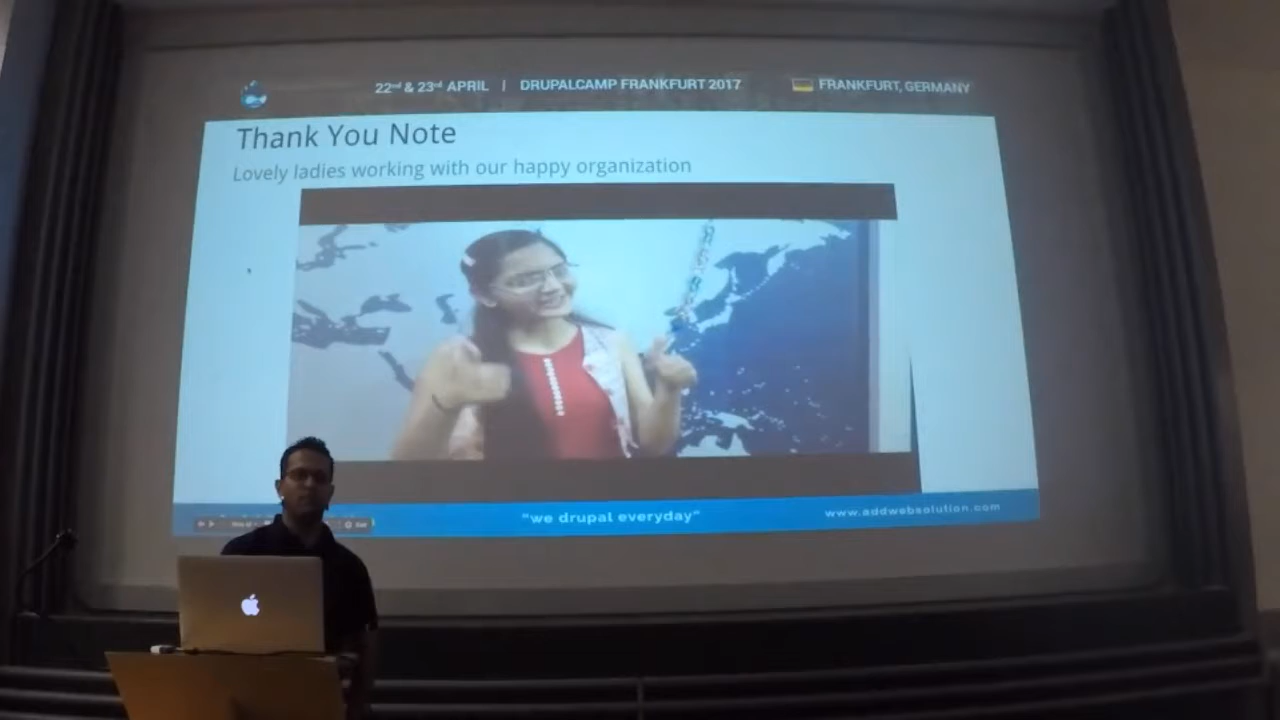 22nd & 23rd APRIL | DRUPALCAMP FRANKFURT 2017 FRANKFURT, GERMANY
Thank You Note
Lovely ladies working with our happy organization
"we drupal everyday" www.addwebsolution.com